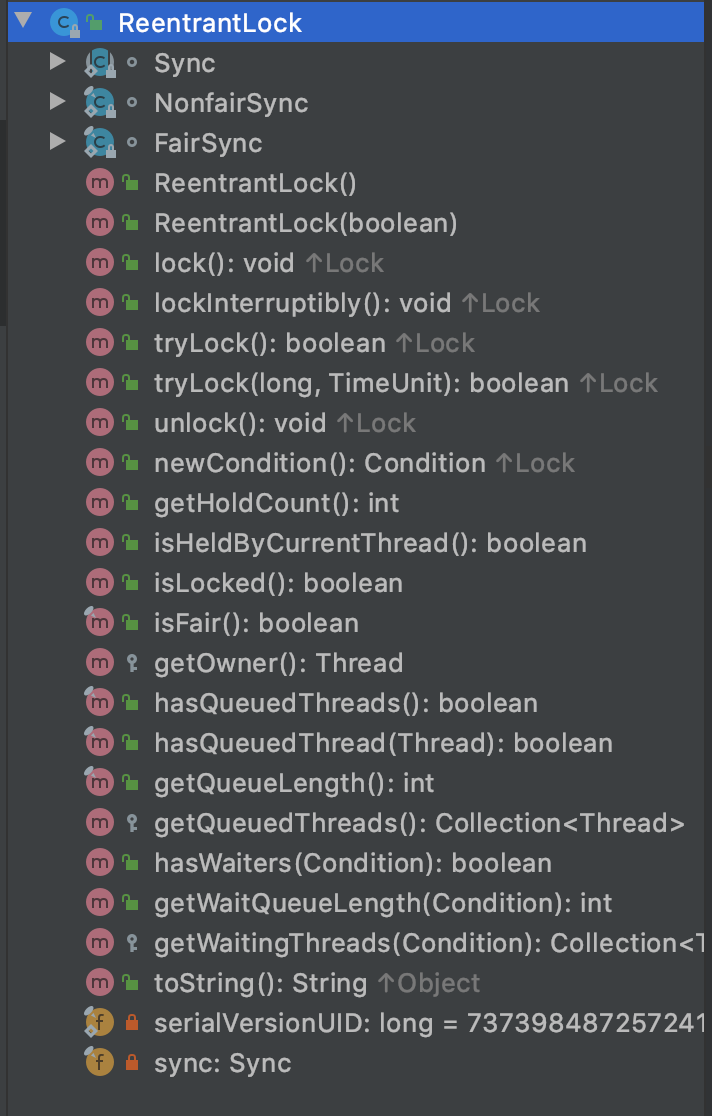 ReentrantLock
Sync
NonfairSync
FairSync
ReentrantLock()
ReentrantLock(boolean)
lock(): void ↑Lock
lockInterruptibly(): void ↑Lock
tryLock(): boolean ↑Lock
tryLock(long, TimeUnit): boolean ↑Lock
unlock(): void ↑Lock
newCondition(): Condition ↑Lock
getHoldCount(): int
isHeldByCurrentThread(): boolean
isLocked(): boolean
isFair(): boolean
getOwner(): Thread
hasQueuedThreads(): boolean
hasQueuedThread(Thread): boolean
getQueueLength(): int
getQueuedThreads(): Collection<Thread>
hasWaiters(Condition): boolean
getWaitQueueLength(Condition): int
getWaitingThreads(Condition): Collection<T
toString(): String ↑Object
serialVersionUID: long = 737398487257241
sync: Sync